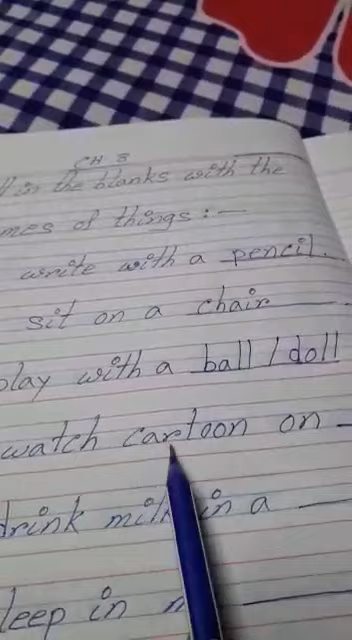 CH 8
in the blanks with the
mes of things:-
write with a pencil.
sit on a chair
play with a ball / doll
watch cartoon on
drink milk in a
leep in